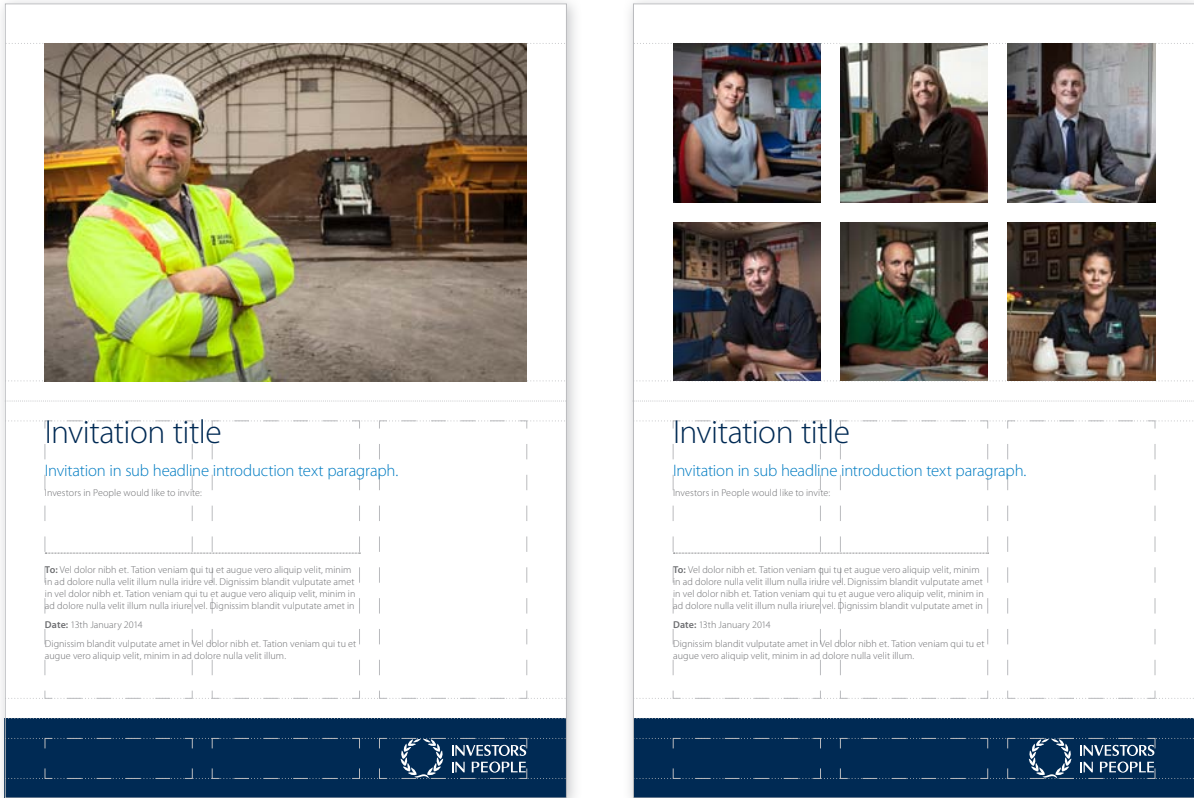 Invitation title
Invitation in sub headline introduction text paragraph.
Investors in People would like to invite:
To: Vel dolor nibh et. Tation veniam qui tu et augue vero aliquip velit, minim
in ad dolore nulla velit illum nulla iriure vel. Dignissim blandit vulputate amet
in vel dolor nibh et. Tation veniam qui tu et augue vero aliquip velit, minim in
ad dolore nulla velit illum nulla iriure vel. Dignissim blandit vulputate amet in
Date: 13th January 2014
Dignissim blandit vulputate amet in Vel dolor nibh et. Tation veniam qui tu et
augue vero aliquip velit, minim in ad dolore nulla velit illum.
INVESTORS
IN PEOPLE
Invitation title
Invitation in sub headline introduction text paragraph.
Investors in People would like to invite:
To: Vel dolor nibh et. Tation veniam qui tu et augue vero aliquip velit, minim
in ad dolore nulla velit illum nulla iriure vel. Dignissim blandit vulputate amet
in vel dolor nibh et. Tation veniam qui tu et augue vero aliquip velit, minim in
ad dolore nulla velit illum nulla iriure vel. Dignissim blandit vulputate amet in
Date: 13th January 2014
Dignissim blandit vulputate amet in Vel dolor nibh et. Tation veniam qui tu et
augue vero aliquip velit, minim in ad dolore nulla velit illum.
INVESTORS
IN PEOPLE